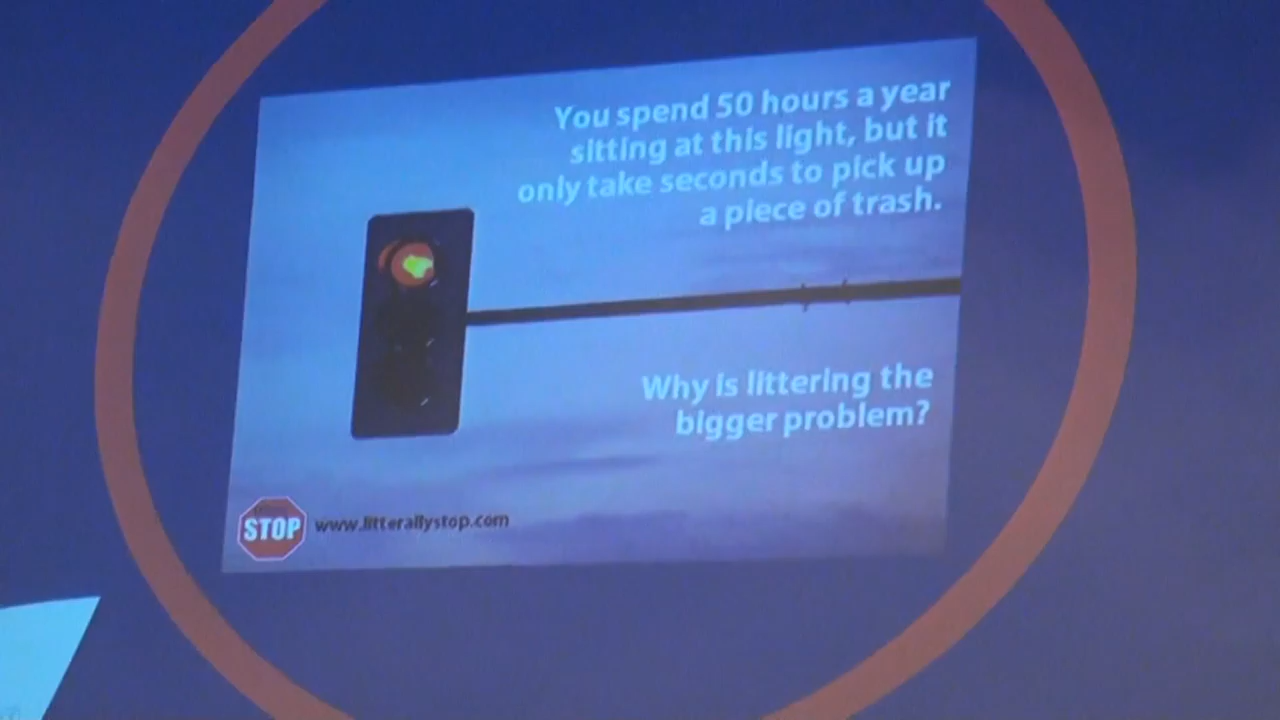 You spend 50 hours a year
sitting at this light, but it
only take seconds to pick up
a piece of trash.
Why is littering the
bigger problem?
STOP www.litterallystop.com